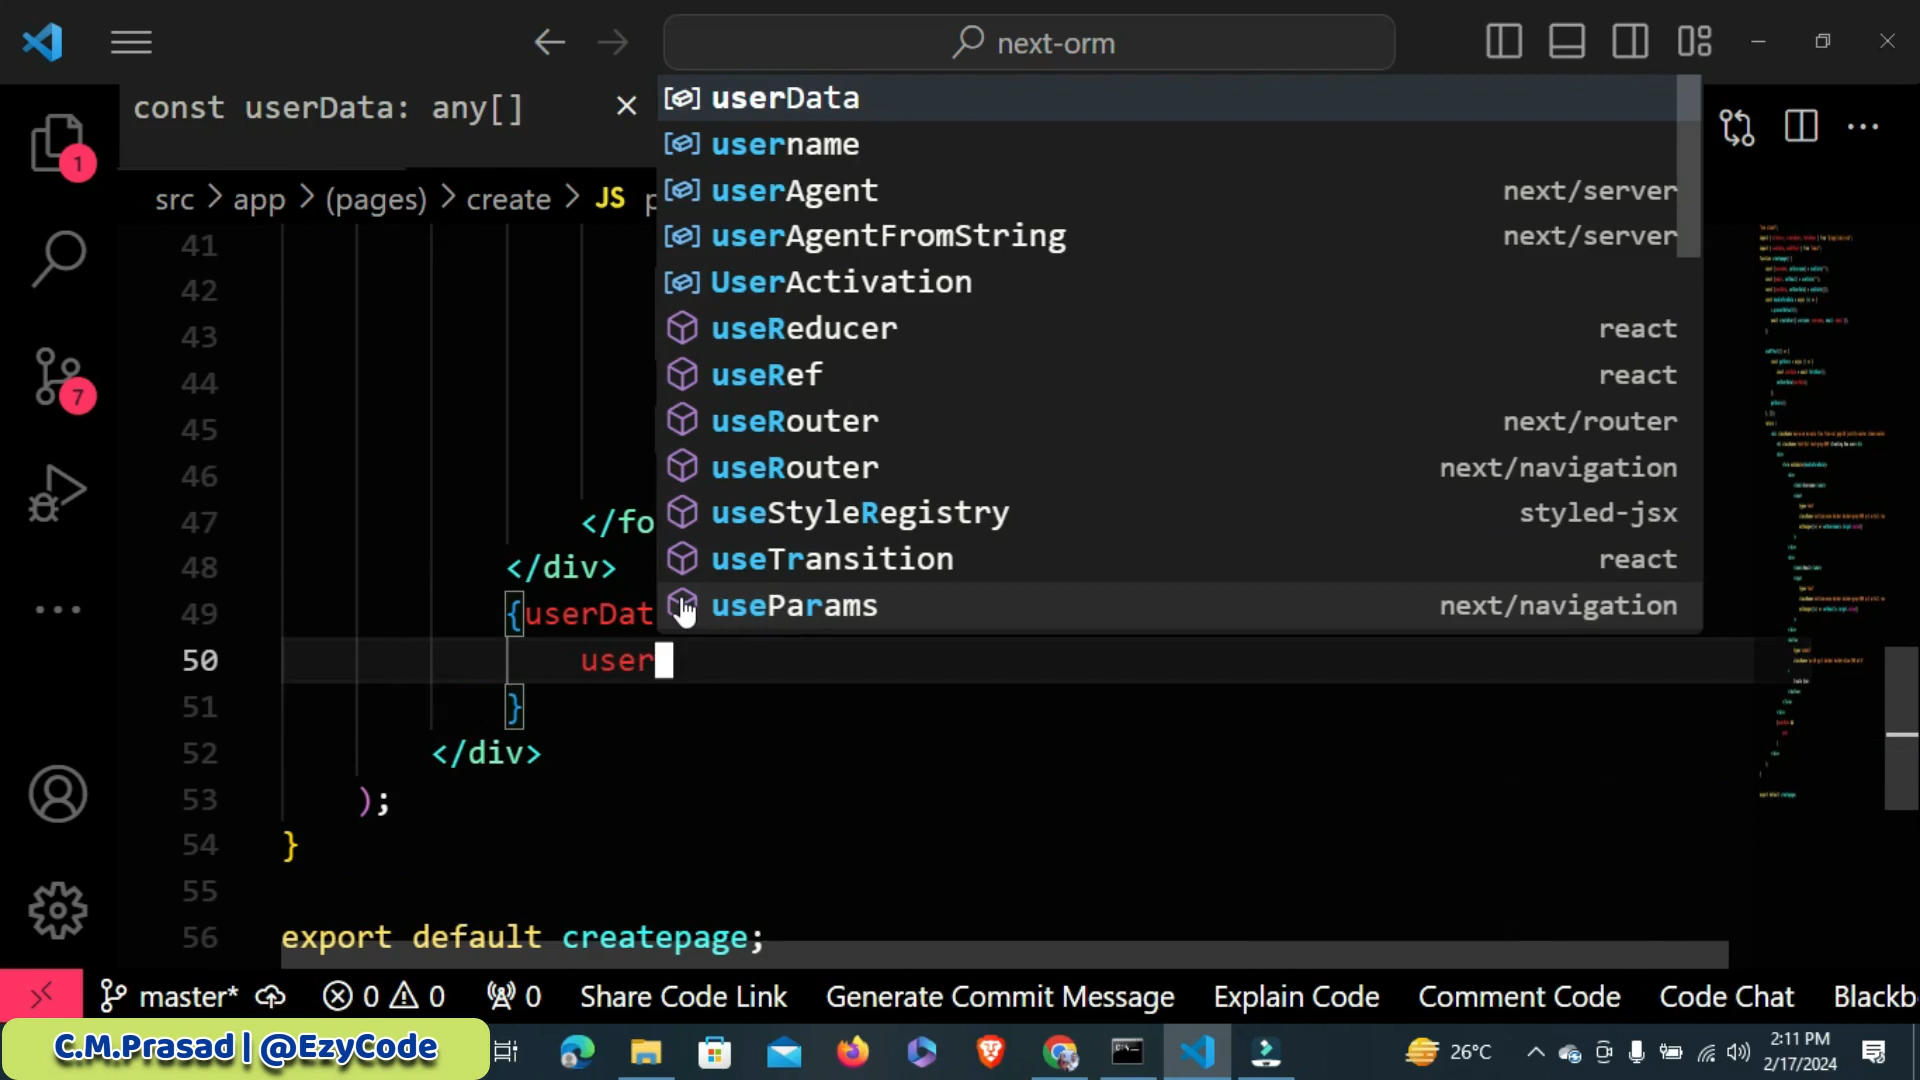 next-orm
const userData: any[]
userData
username
userAgent next/server
userAgentFromString next/server
UserActivation
useReducer react
useRef react
useRouter next/router
useRouter next/navigation
useStyleRegistry styled-jsx
useTransition react
useParams next/navigation
1
src > app > (pages) > create > JS p
41
42
43
44
45
46
47 </fo
48 </div>
49 {userDat
50 user
51 }
52 </div>
53 );
54 }
55
56 export default createpage;
7
master* 0 0 0 Share Code Link Generate Commit Message Explain Code Comment Code Code Chat Blackb
C.M.Prasad | @EzyCode
26°C
2:11 PM
2/17/2024